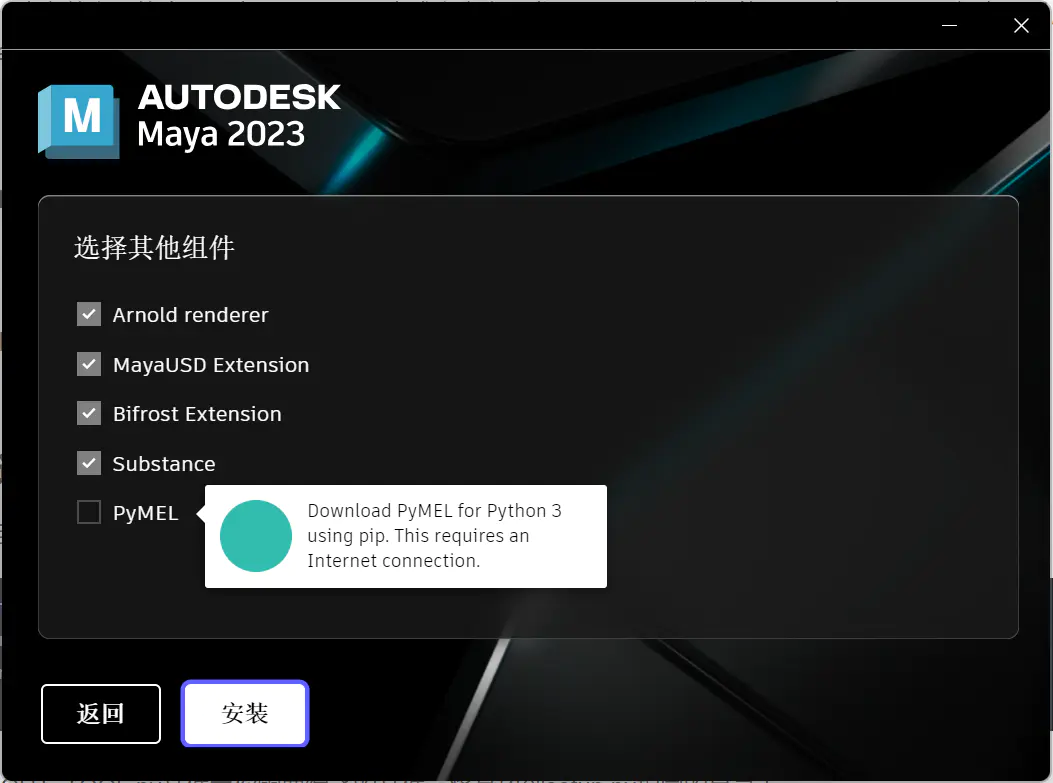 M
AUTODESK
Maya 2023
选择其他组件
Arnold renderer
MayaUSD Extension
Bifrost Extension
Substance
PyMEL
Download PyMEL for Python 3
using pip. This requires an
Internet connection.
返回
安装